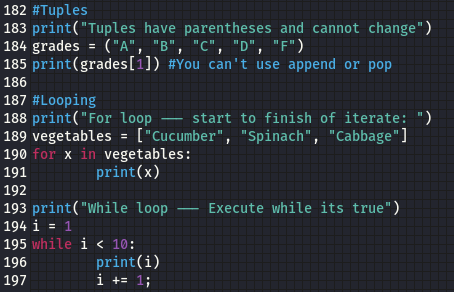 182 #Tuples
183 print("Tuples have parentheses and cannot change")
184 grades = ("A", "B", "C", "D", "F")
185 print(grades[1]) #You can't use append or pop
186
187 #Looping
188 print("For loop --- start to finish of iterate: ")
189 vegetables = ["Cucumber", "Spinach", "Cabbage"]
190 for x in vegetables:
191         print(x)
192
193 print("While loop --- Execute while its true")
194 i = 1
195 while i < 10:
196         print(i)
197         i += 1;